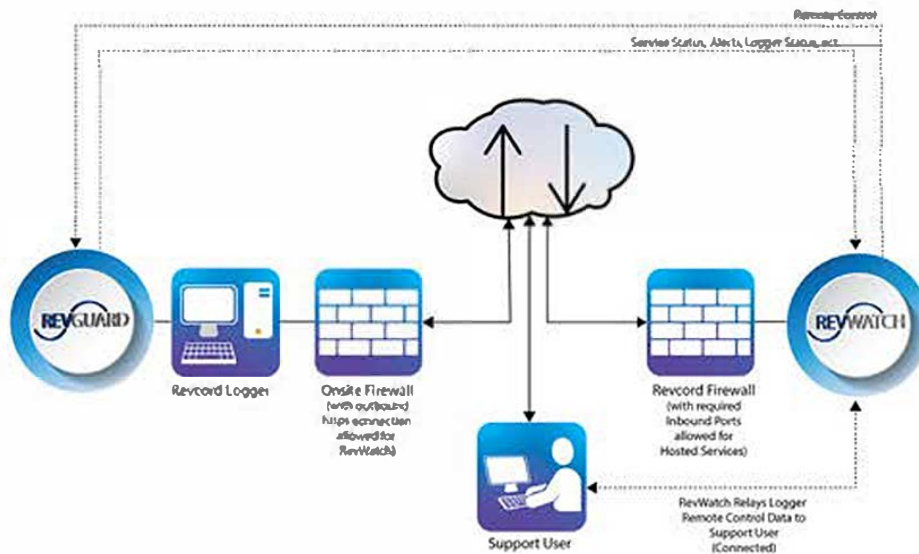 Remote Control
Service Status, Alerts, Logger Status, ect
REVGUARD
REVWATCH
Revcord Logger
Onsite Firewall
(with outbound
https connection
allowed for
RevWatch)
Revcord Firewall
(with required
Inbound Ports
allowed for
Hosted Services)
Support User
RevWatch Relays Logger
Remote Control Data to
Support User
(Connected)